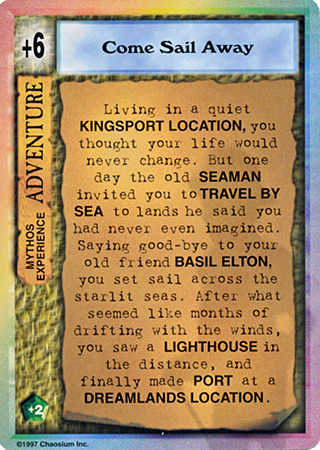 +6
Come Sail Away
MYTHOS
EXPERIENCE
ADVENTURE
Living in a quiet
KINGSPORT LOCATION, you
thought your life would
never change. But one
day the old SEAMAN
invited you to TRAVEL BY
SEA to lands he said you
had never even imagined.
Saying good-bye to your
old friend BASIL ELTON,
you set sail across the
starlit seas. After what
seemed like months of
drifting with the winds,
you saw a LIGHTHOUSE in
the distance, and
finally made PORT at a
DREAMLANDS LOCATION.
+2
©1997 Chaosium Inc.